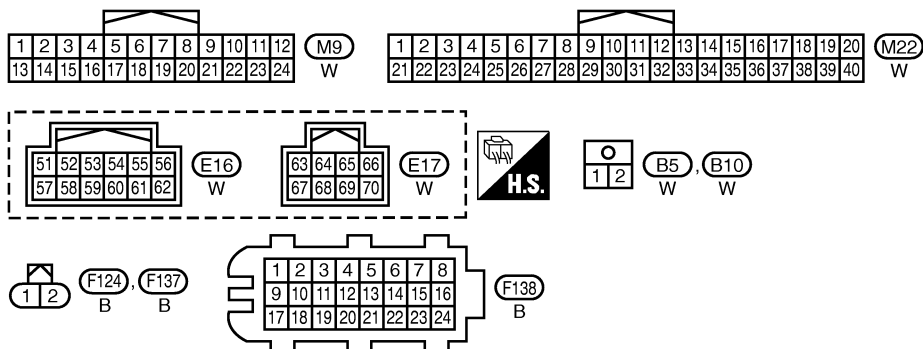 1 2 3 4 5 6 7 8 9 10 11 12
13 14 15 16 17 18 19 20 21 22 23 24
M9
W
1 2 3 4 5 6 7 8 9 10 11 12 13 14 15 16 17 18 19 20
21 22 23 24 25 26 27 28 29 30 31 32 33 34 35 36 37 38 39 40
M22
W
51 52 53 54 55 56
57 58 59 60 61 62
E16
W
63 64 65 66
67 68 69 70
E17
W
H.S.
1 2
B5 , B10
W W
1 2
F124 , F137
B B
1 2 3 4 5 6 7 8
9 10 11 12 13 14 15 16
17 18 19 20 21 22 23 24
F138
B